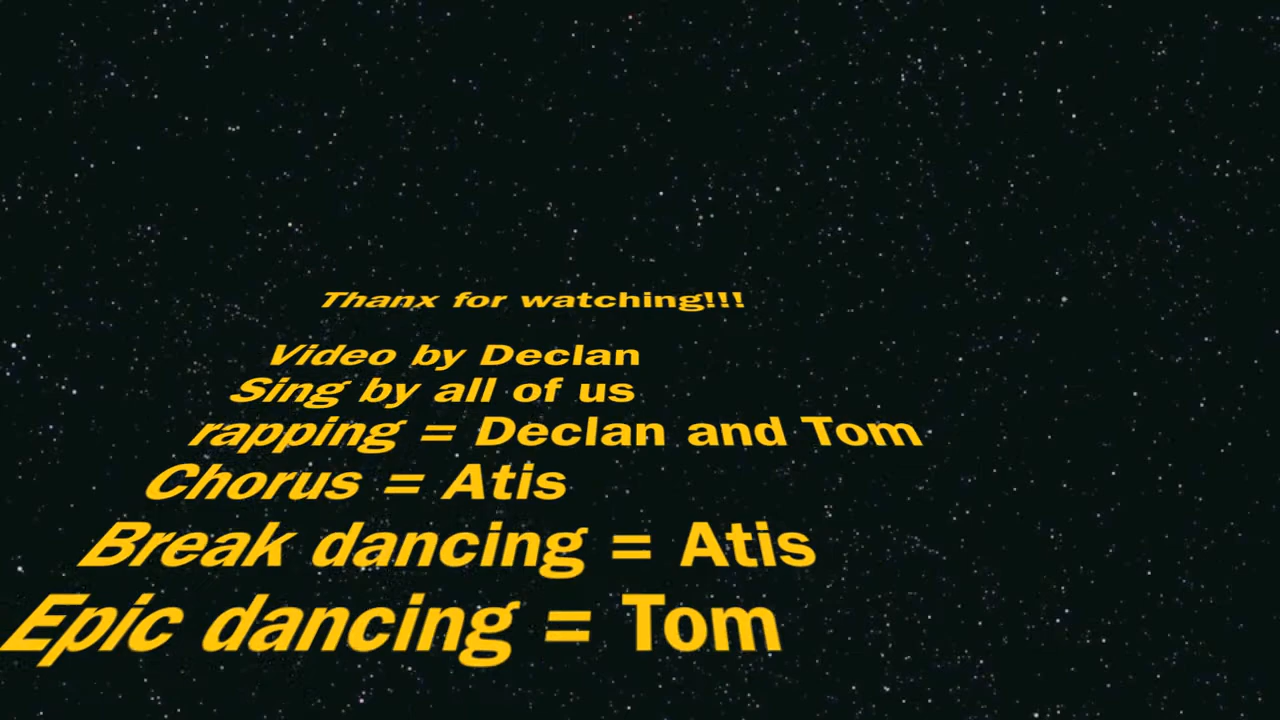 Thanx for watching!!!
Video by Declan
Sing by all of us
rapping = Declan and Tom
Chorus = Atis
Break dancing = Atis
Epic dancing = Tom